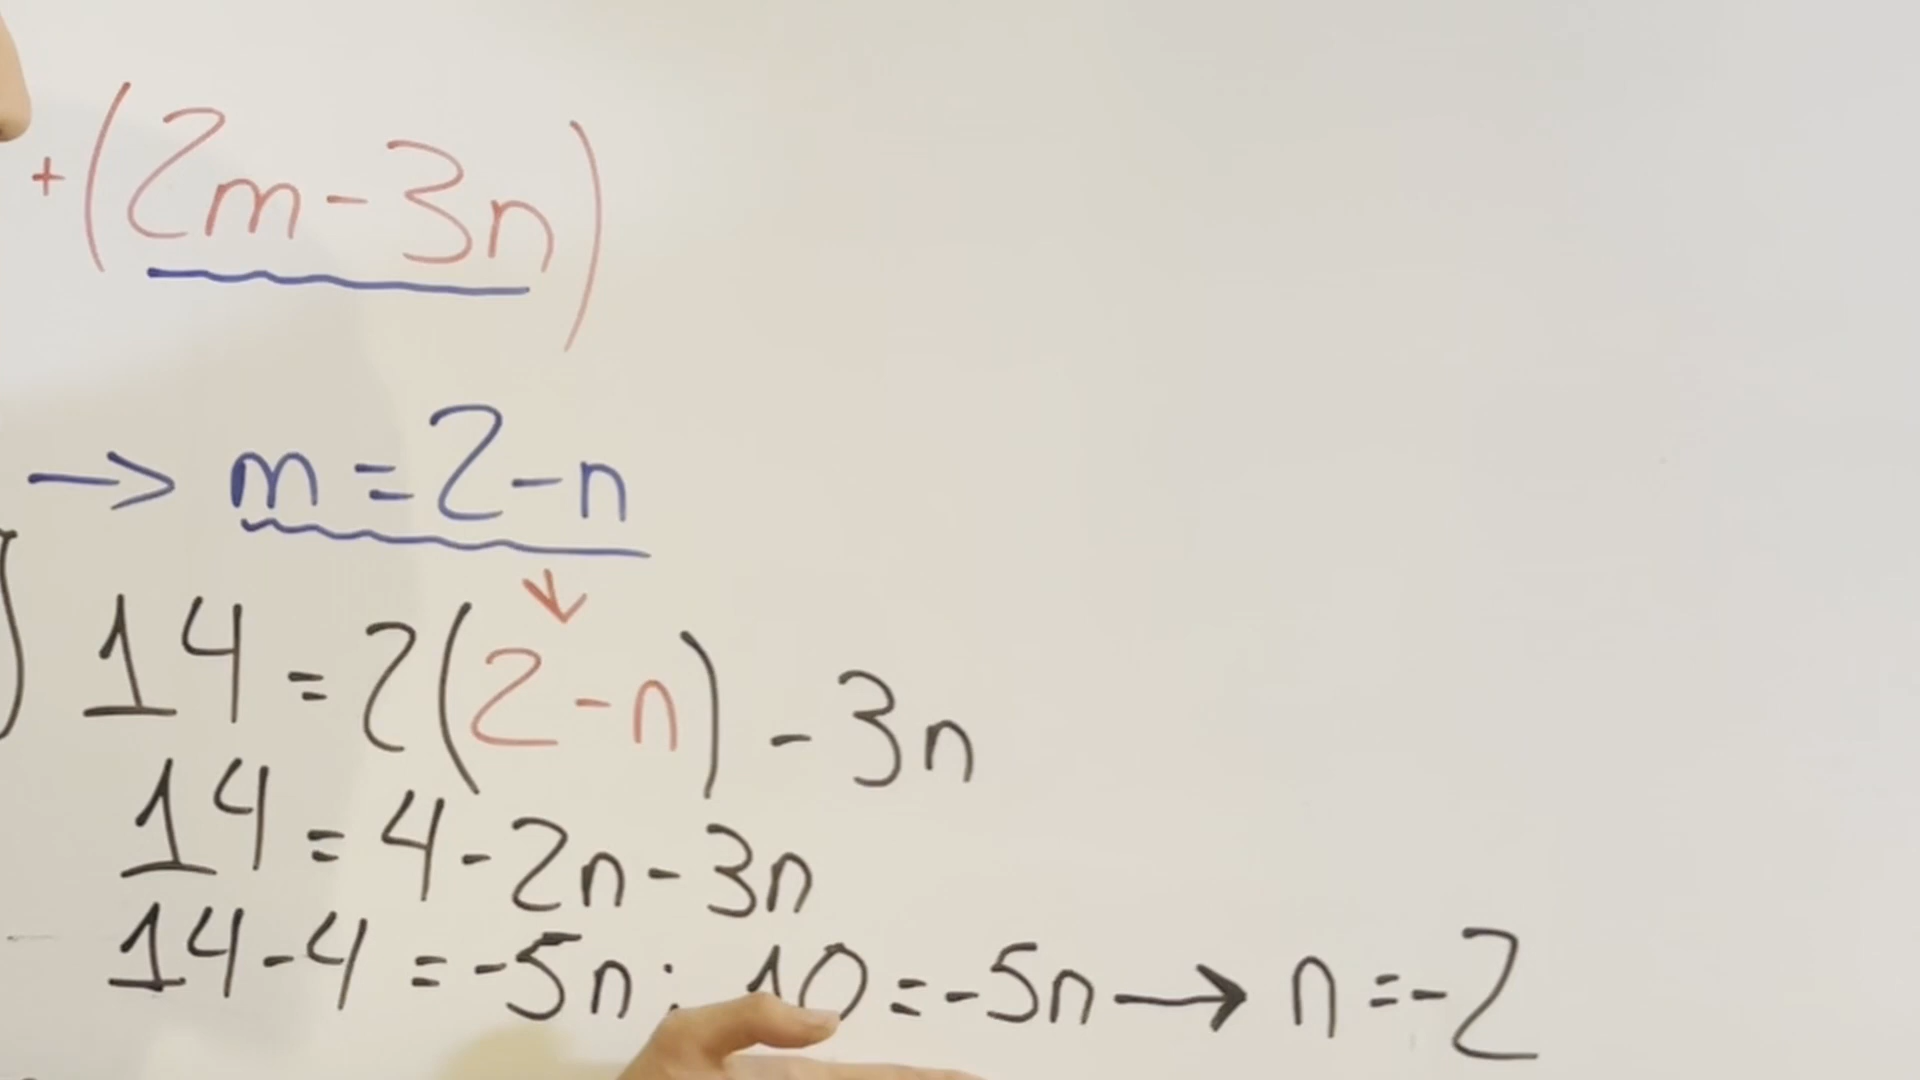 +(2m-3n)
→ m=2-n
14=2(2-n)-3n
14=4-2n-3n
14-4=-5n; 10=-5n→ n=-2